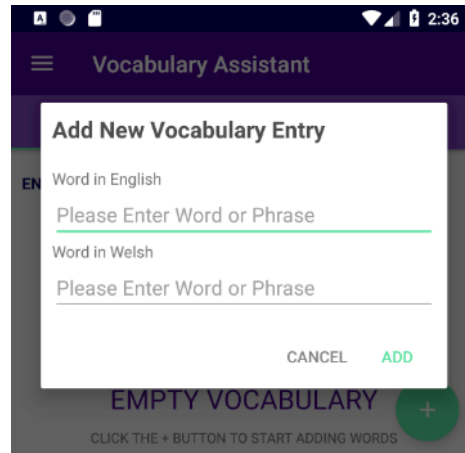 2:36
Vocabulary Assistant
Add New Vocabulary Entry
EN
Word in English
Please Enter Word or Phrase
Word in Welsh
Please Enter Word or Phrase
CANCEL ADD
EMPTY VOCABULARY
+
CLICK THE + BUTTON TO START ADDING WORDS